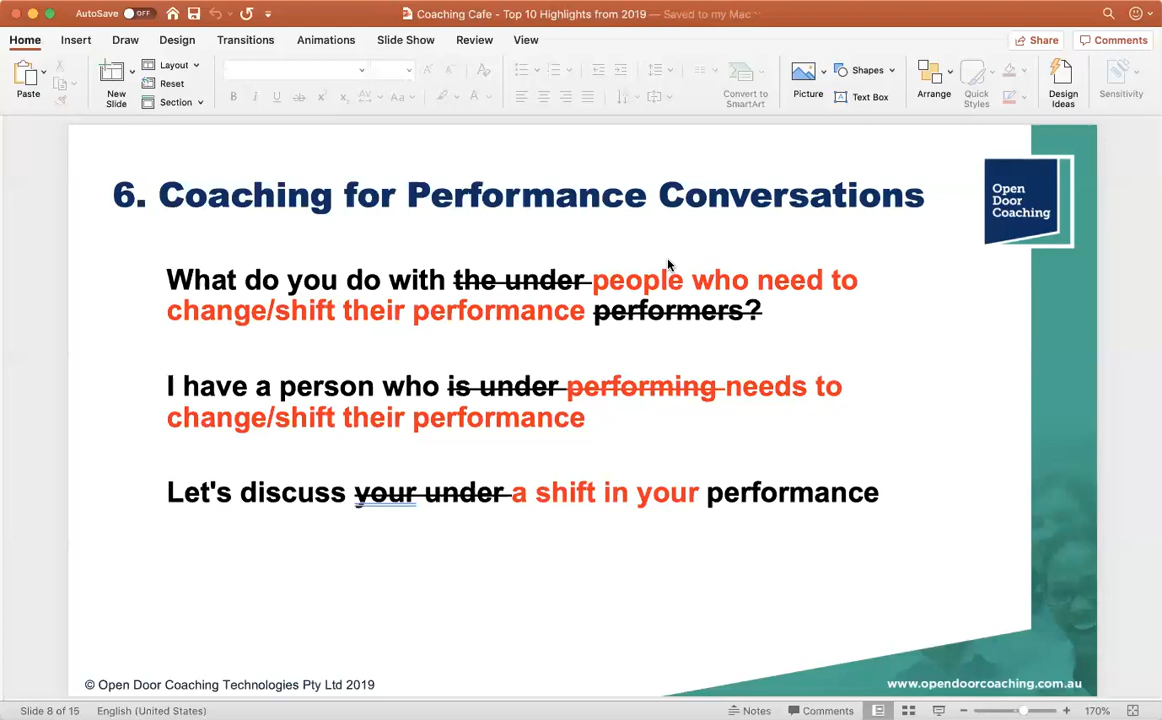 AutoSave OFF
Coaching Cafe - Top 10 Highlights from 2019 — Saved to my Mac
Home Insert Draw Design Transitions Animations Slide Show Review View Share Comments
Paste
New Slide
Layout
Reset
Section
Convert to SmartArt
Picture
Shapes
Text Box
Arrange
Quick Styles
Design Ideas
Sensitivity
6. Coaching for Performance Conversations
Open
Door
Coaching
What do you do with the under people who need to
change/shift their performance performers?
I have a person who is under performing needs to
change/shift their performance
Let's discuss your under a shift in your performance
© Open Door Coaching Technologies Pty Ltd 2019
www.opendoorcoaching.com.au
Slide 8 of 15 English (United States) Notes Comments 170%